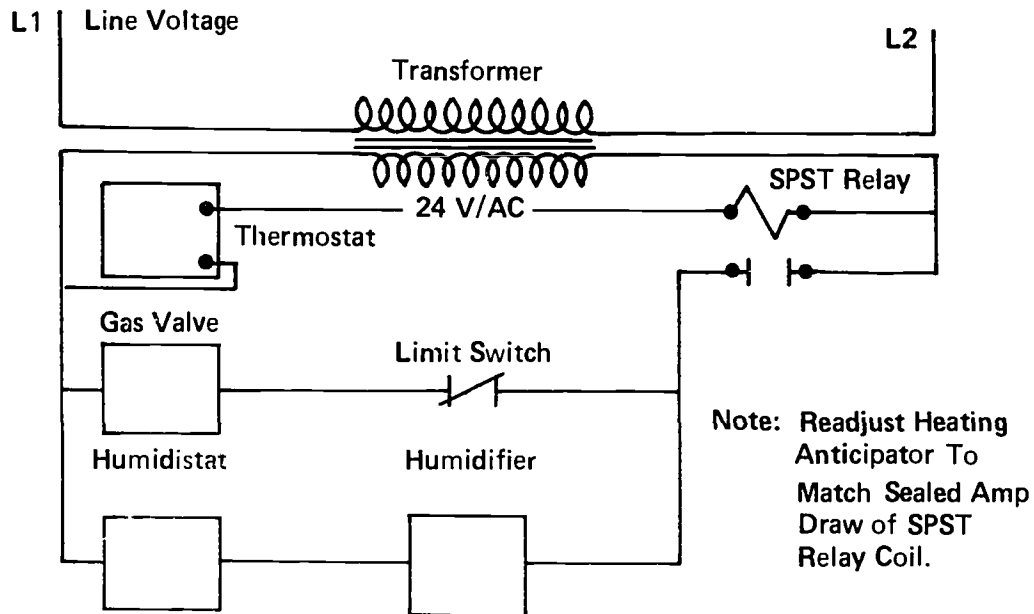 L1 Line Voltage
L2
Transformer
SPST Relay
24 V/AC
Thermostat
Gas Valve
Limit Switch
Humidistat
Humidifier
Note: Readjust Heating
Anticipator To
Match Sealed Amp
Draw of SPST
Relay Coil.